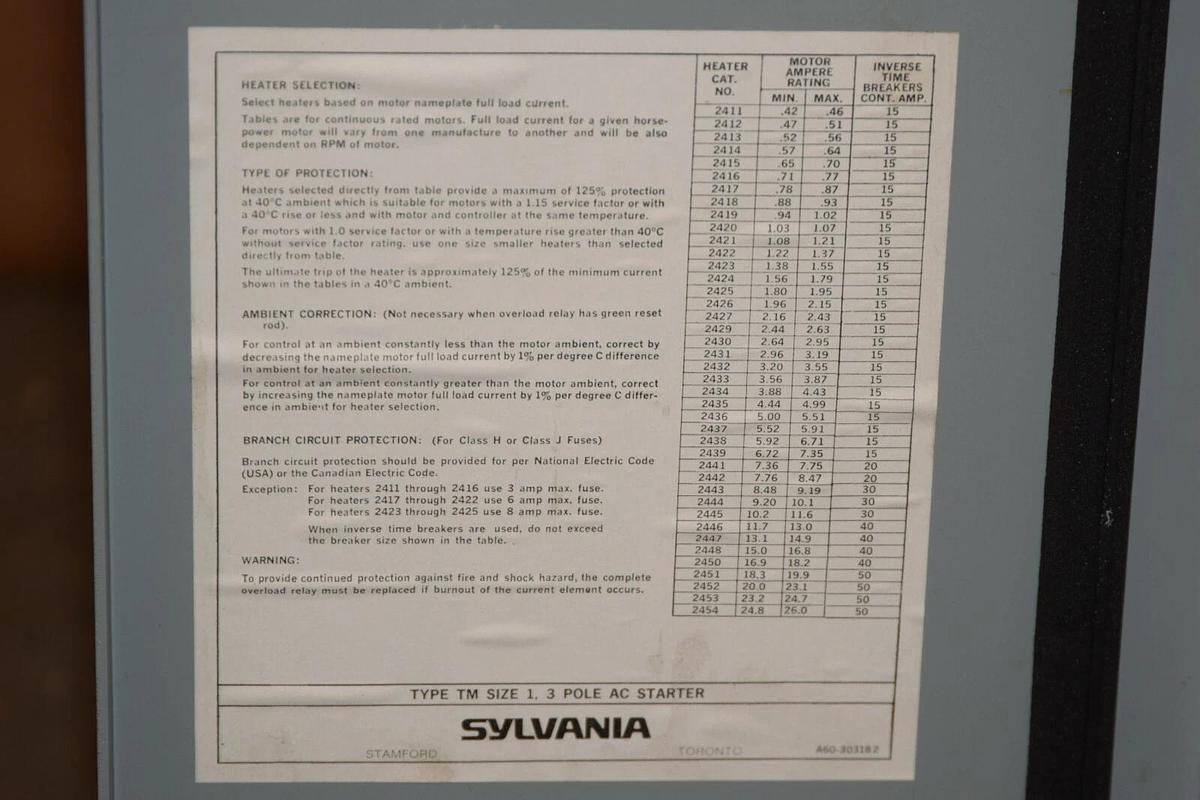 HEATER SELECTION:
Select heaters based on motor nameplate full load current.
Tables are for continuous rated motors. Full load current for a given horse-
power motor will vary from one manufacture to another and will be also
dependent on RPM of motor.
TYPE OF PROTECTION:
Heaters selected directly from table provide a maximum of 125% protection
at 40°C ambient which is suitable for motors with a 1.15 service factor or with
a 40°C rise or less and with motor and controller at the same temperature.
For motors with 1.0 service factor or with a temperature rise greater than 40°C
without service factor rating. use one size smaller heaters than selected
directly from table.
The ultimate trip of the heater is approximately 125% of the minimum current
shown in the tables in a 40°C ambient.
AMBIENT CORRECTION: (Not necessary when overload relay has green reset
rod).
For control at an ambient constantly less than the motor ambient, correct by
decreasing the nameplate motor full load current by 1% per degree C difference
in ambient for heater selection.
For control at an ambient constantly greater than the motor ambient, correct
by increasing the nameplate motor full load current by 1% per degree C differ-
ence in ambient for heater selection.
BRANCH CIRCUIT PROTECTION: (For Class H or Class J Fuses)
Branch circuit protection should be provided for per National Electric Code
(USA) or the Canadian Electric Code.
Exception: For heaters 2411 through 2416 use 3 amp max. fuse.
For heaters 2417 through 2422 use 6 amp max. fuse.
For heaters 2423 through 2425 use 8 amp max. fuse.
When inverse time breakers are used, do not exceed
the breaker size shown in the table.
WARNING:
To provide continued protection against fire and shock hazard, the complete
overload relay must be replaced if burnout of the current element occurs.
HEATER CAT. NO. MOTOR AMPERE RATING INVERSE TIME BREAKERS CONT. AMP.
MIN. MAX.
2411 .42 .46 15
2412 .47 .51 15
2413 .52 .56 15
2414 .57 .64 15
2415 .65 .70 15
2416 .71 .77 15
2417 .78 .87 15
2418 .88 .93 15
2419 .94 1.02 15
2420 1.03 1.07 15
2421 1.08 1.21 15
2422 1.22 1.37 15
2423 1.38 1.55 15
2424 1.56 1.79 15
2425 1.80 1.95 15
2426 1.96 2.15 15
2427 2.16 2.43 15
2429 2.44 2.63 15
2430 2.64 2.95 15
2431 2.96 3.19 15
2432 3.20 3.55 15
2433 3.56 3.87 15
2434 3.88 4.43 15
2435 4.44 4.99 15
2436 5.00 5.51 15
2437 5.52 5.91 15
2438 5.92 6.71 15
2439 6.72 7.35 15
2441 7.36 7.75 20
2442 7.76 8.47 20
2443 8.48 9.19 30
2444 9.20 10.1 30
2445 10.2 11.6 30
2446 11.7 13.0 40
2447 13.1 14.9 40
2448 15.0 16.8 40
2450 16.9 18.2 40
2451 18.3 19.9 50
2452 20.0 23.1 50
2453 23.2 24.7 50
2454 24.8 26.0 50
TYPE TM SIZE 1, 3 POLE AC STARTER
SYLVANIA
STAMFORD TORONTO A60-303182